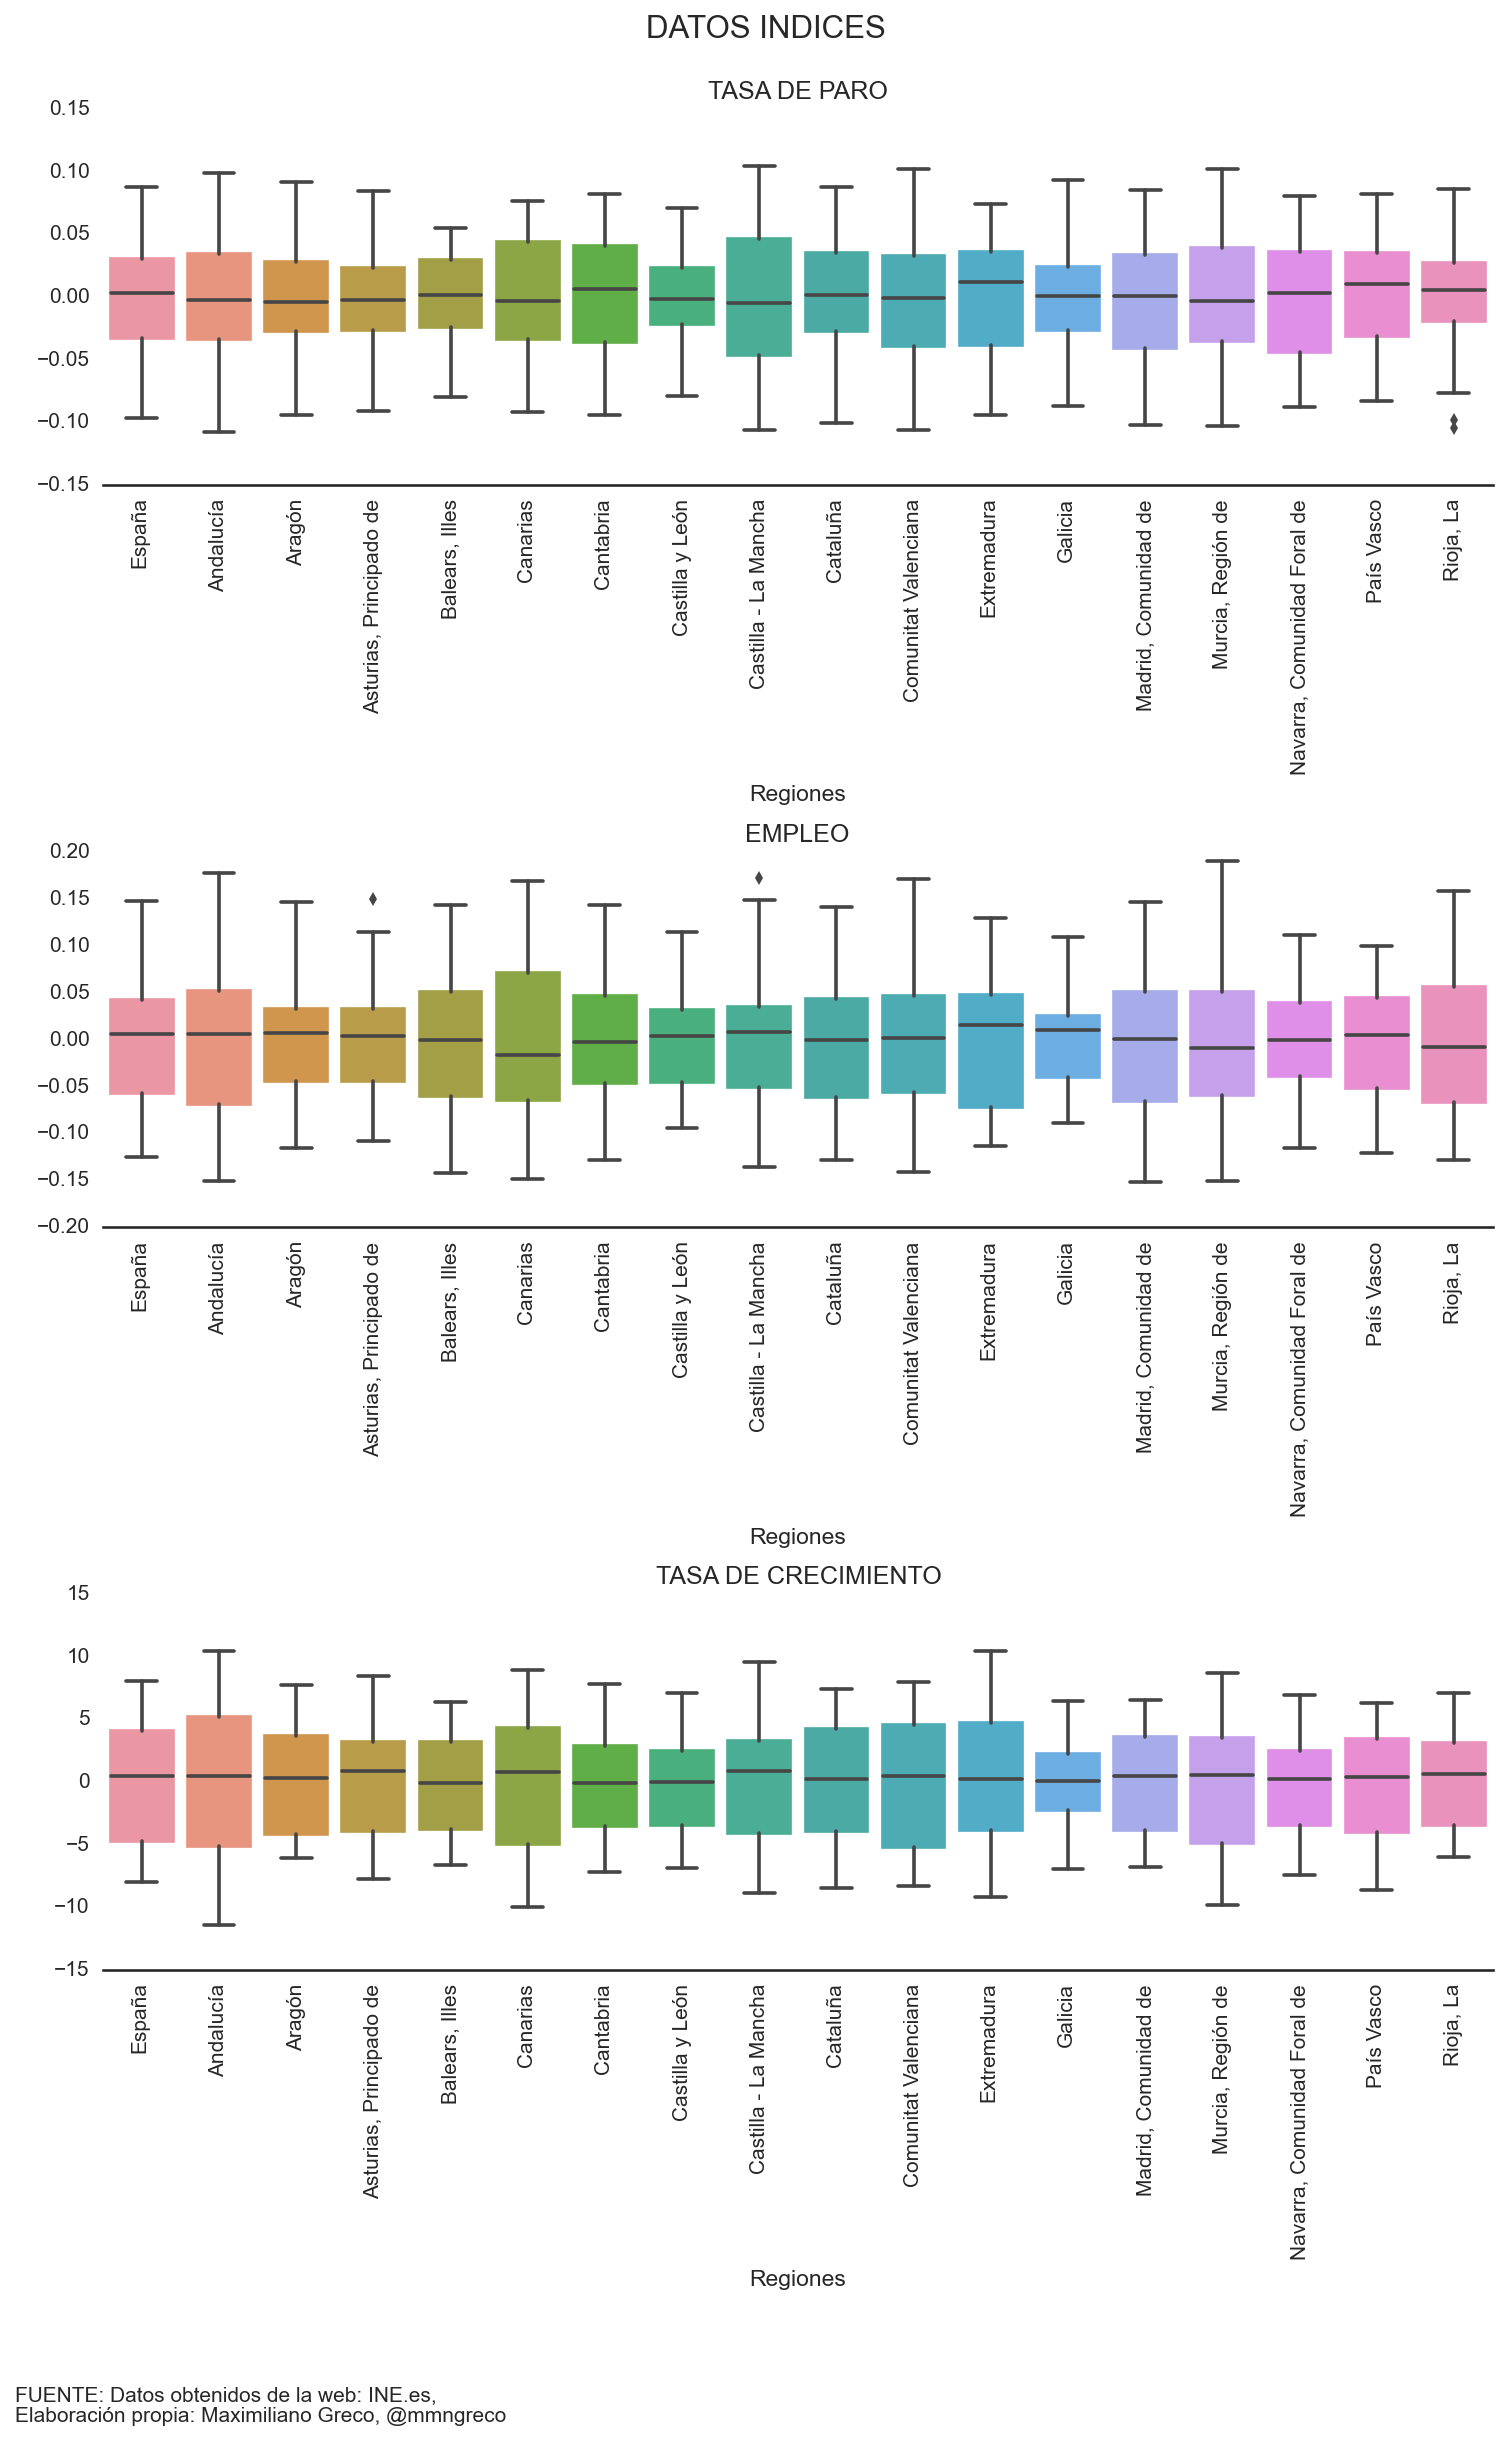 DATOS INDICES
TASA DE PARO
0.15
0.10
0.05
0.00
−0.05
−0.10
−0.15
España
Andalucía
Aragón
Asturias, Principado de
Balears, Illes
Canarias
Cantabria
Castilla y León
Castilla - La Mancha
Cataluña
Comunitat Valenciana
Extremadura
Galicia
Madrid, Comunidad de
Murcia, Región de
Navarra, Comunidad Foral de
País Vasco
Rioja, La
Regiones
EMPLEO
0.20
0.15
0.10
0.05
0.00
−0.05
−0.10
−0.15
−0.20
España
Andalucía
Aragón
Asturias, Principado de
Balears, Illes
Canarias
Cantabria
Castilla y León
Castilla - La Mancha
Cataluña
Comunitat Valenciana
Extremadura
Galicia
Madrid, Comunidad de
Murcia, Región de
Navarra, Comunidad Foral de
País Vasco
Rioja, La
Regiones
TASA DE CRECIMIENTO
15
10
5
0
−5
−10
−15
España
Andalucía
Aragón
Asturias, Principado de
Balears, Illes
Canarias
Cantabria
Castilla y León
Castilla - La Mancha
Cataluña
Comunitat Valenciana
Extremadura
Galicia
Madrid, Comunidad de
Murcia, Región de
Navarra, Comunidad Foral de
País Vasco
Rioja, La
Regiones
FUENTE: Datos obtenidos de la web: INE.es,
Elaboración propia: Maximiliano Greco, @mmngreco